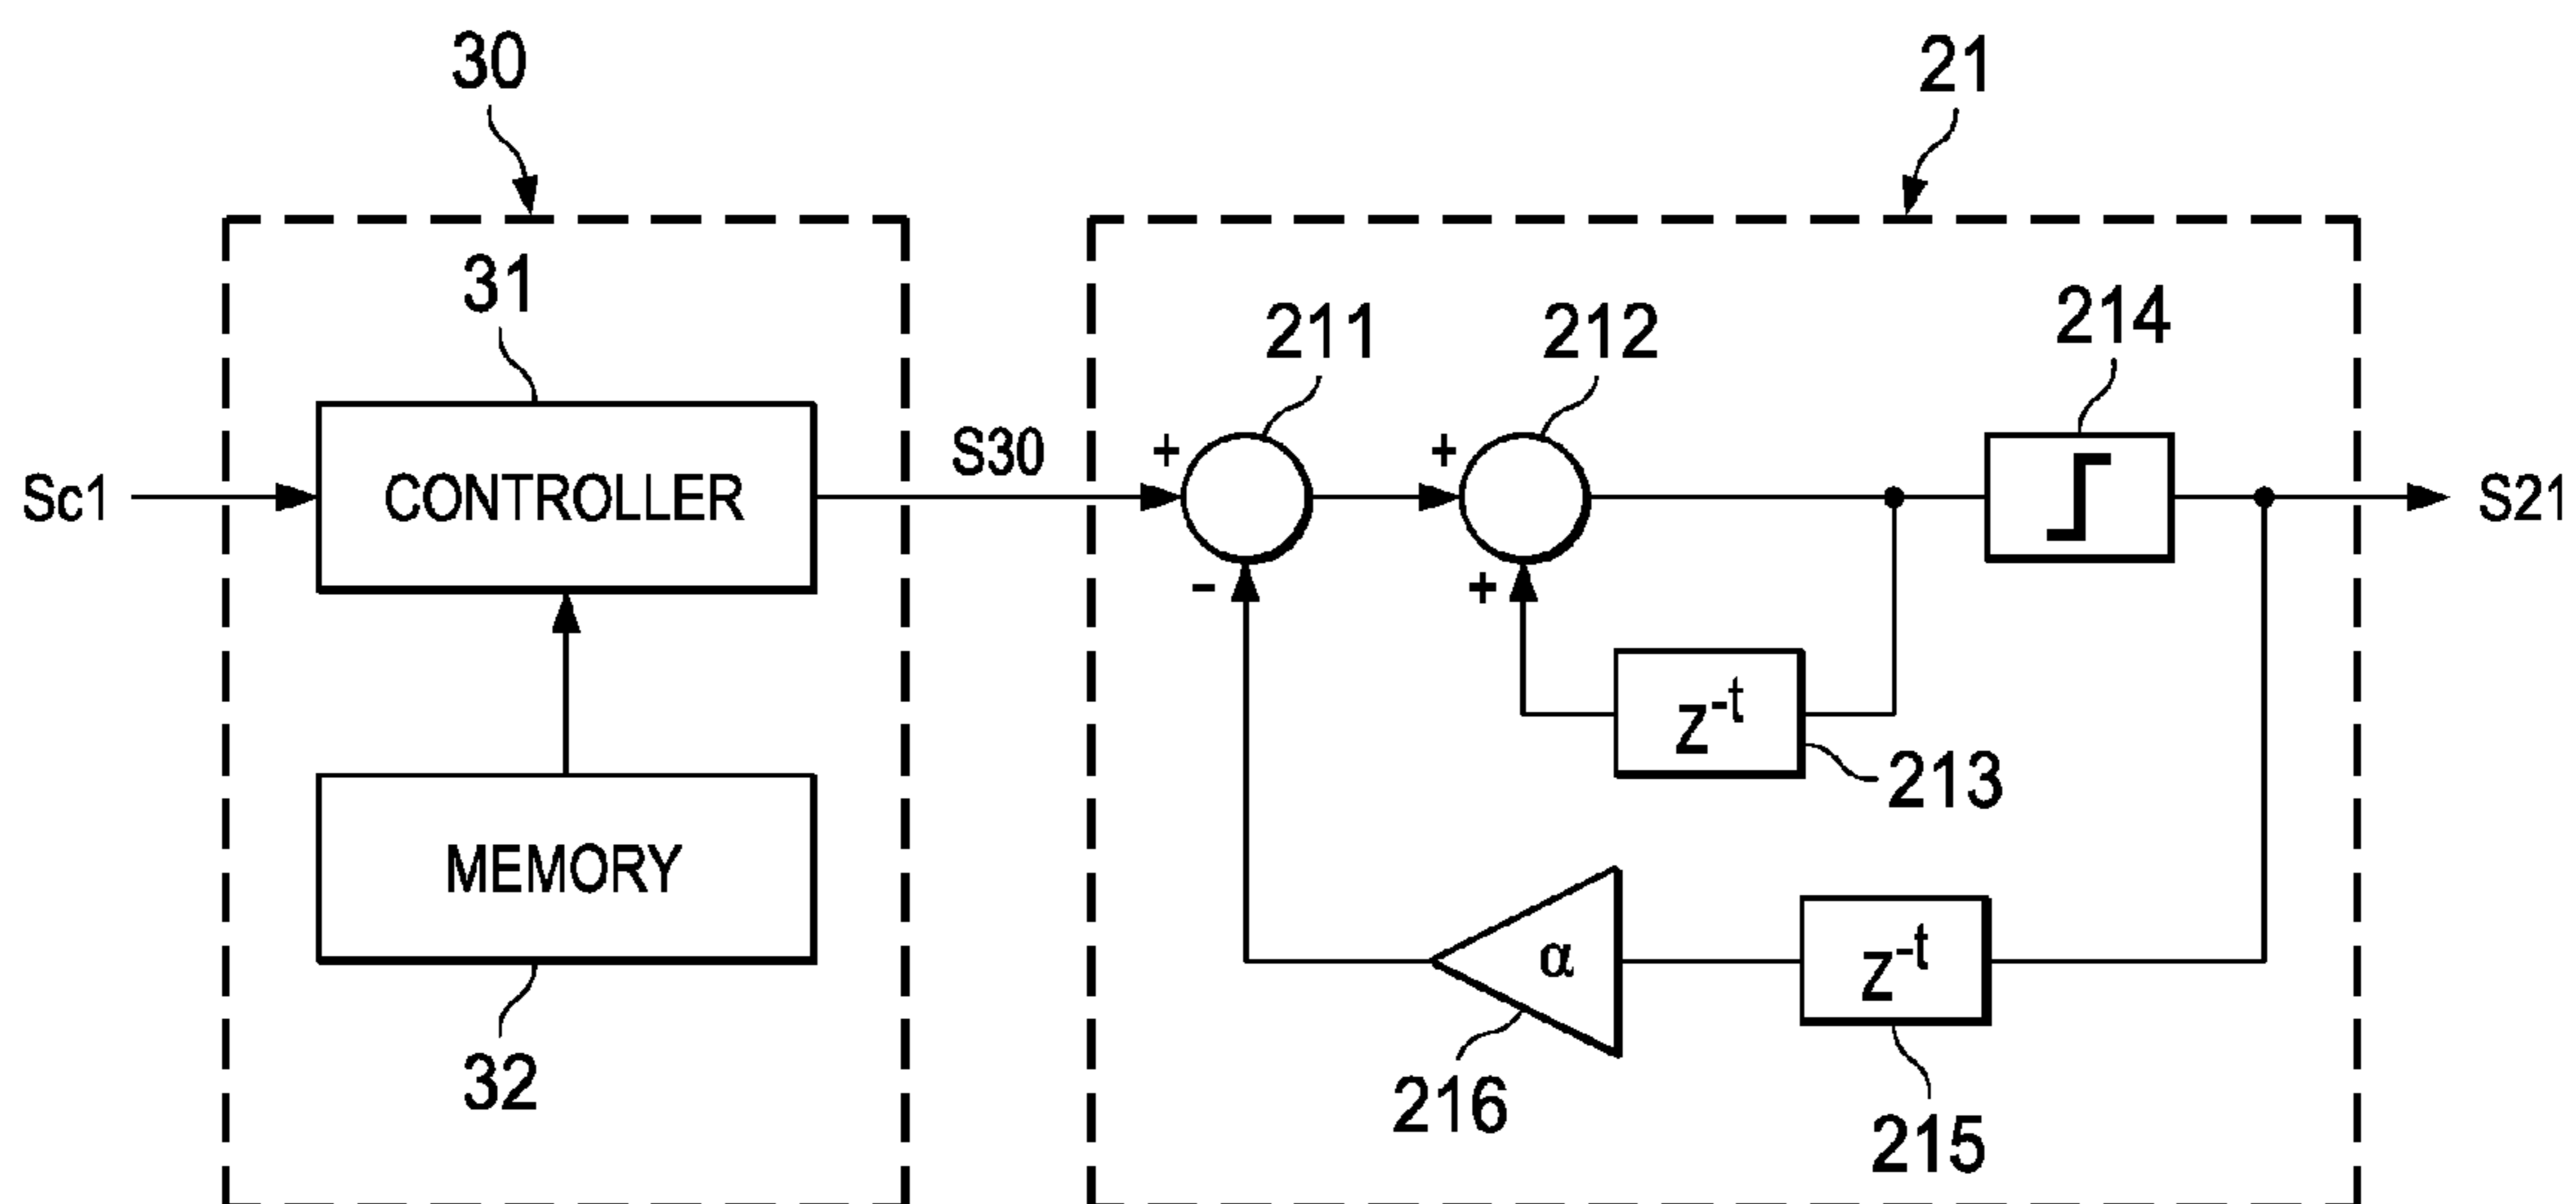 30
21
31
211
212
214
+
+
S30
Sc1
CONTROLLER
S21
-
+
z-t
213
MEMORY
α
z-t
32
216
215